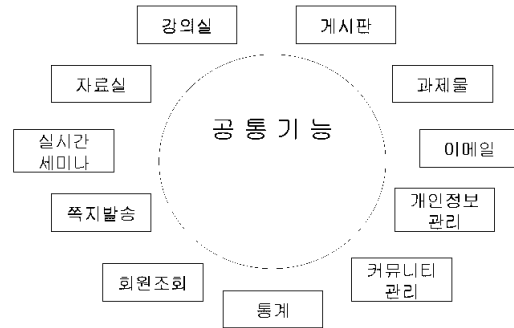 강의실
게시판
자료실
과제물
공통기능
실시간
세미나
이메일
쪽지발송
개인정보
관리
회원조회
커뮤니티
관리
통계